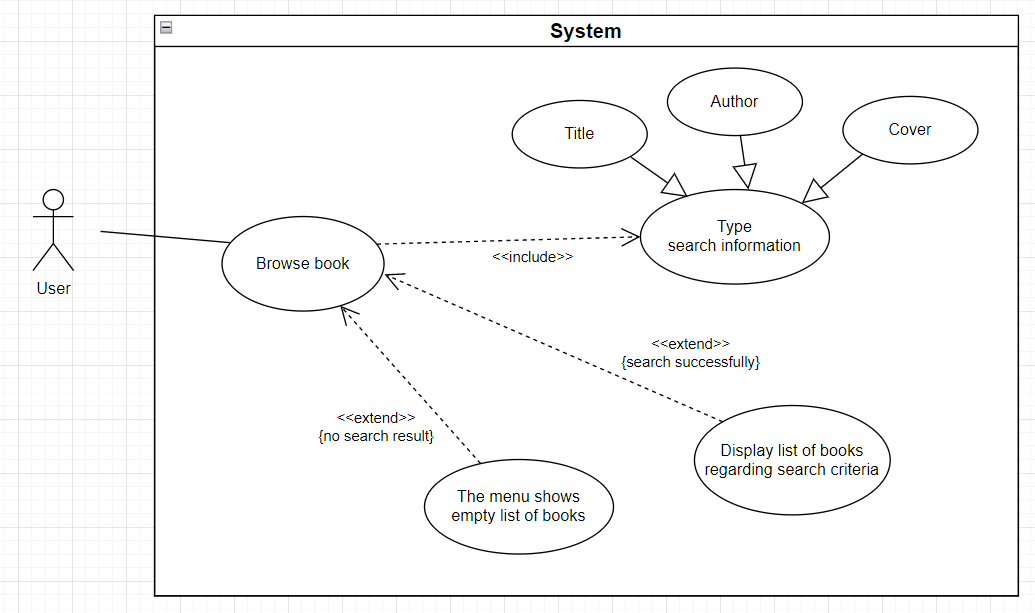 System
Author
Title
Cover
Type
search information
Browse book
<<include>>
User
<<extend>>
{search successfully}
<<extend>>
{no search result}
Display list of books
regarding search criteria
The menu shows
empty list of books